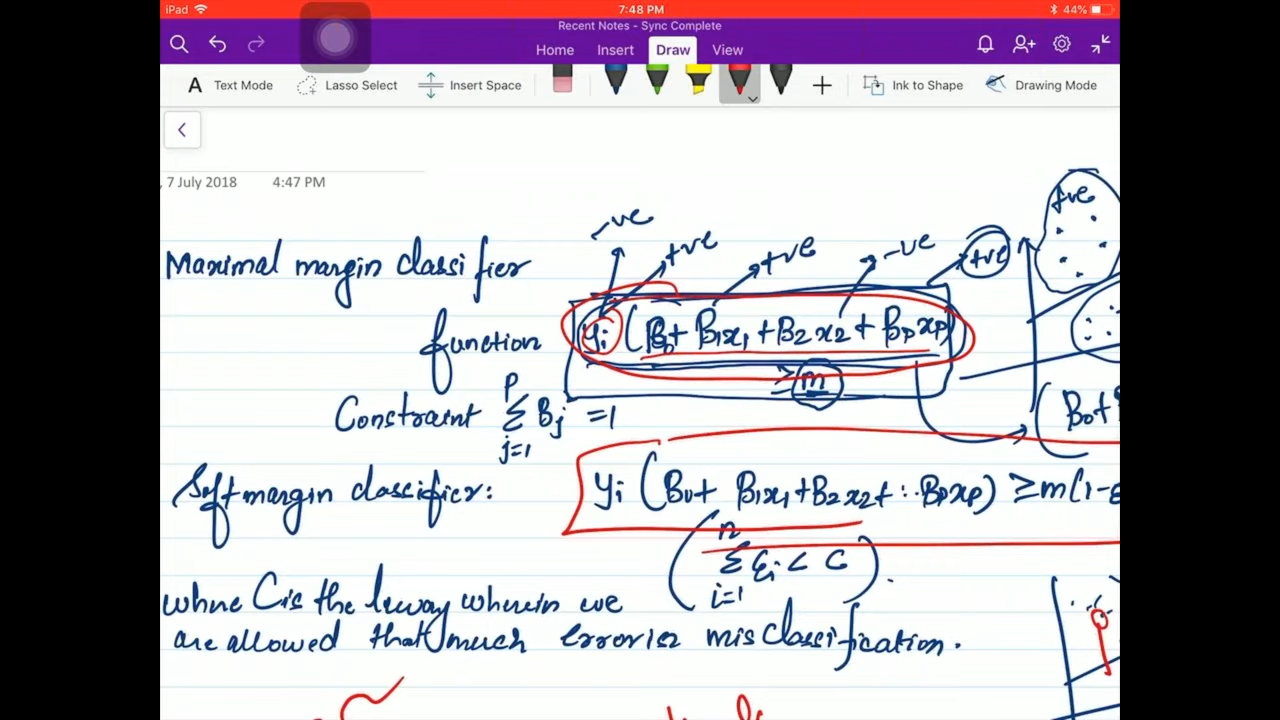 iPad 7:48 PM 44%
Recent Notes - Sync Complete
Home Insert Draw View
A Text Mode Lasso Select Insert Space Ink to Shape Drawing Mode
, 7 July 2018 4:47 PM
-ve +ve +ve -ve +ve +ve
Maximal margin classifier
function yi (B0+ B1x1+B2x2+ Bpxp)
≥m
Constraint p∑j=1 Bj =1
(B0+
Soft margin classifier: yi (B0+ B1x1+B2x2+ ... Bpxp) ≥m(1-ε
(n∑i=1 εi < C).
where C is the leway wherein we
are allowed that much error in misclassification.